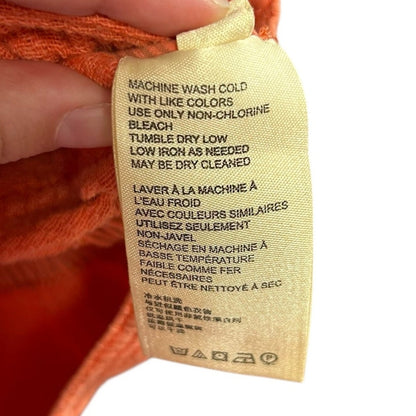 MACHINE WASH COLD
WITH LIKE COLORS
USE ONLY NON-CHLORINE
BLEACH
TUMBLE DRY LOW
LOW IRON AS NEEDED
MAY BE DRY CLEANED
LAVER À LA MACHINE À
L'EAU FROID
AVEC COULEURS SIMILAIRES
UTILISEZ SEULEMENT
NON-JAVEL
SÉCHAGE EN MACHINE À
BASSE TEMPÉRATURE
FAIBLE COMME FER
NÉCESSAIRES
PEUT ÊTRE NETTOYÉ À SEC
冷水机洗